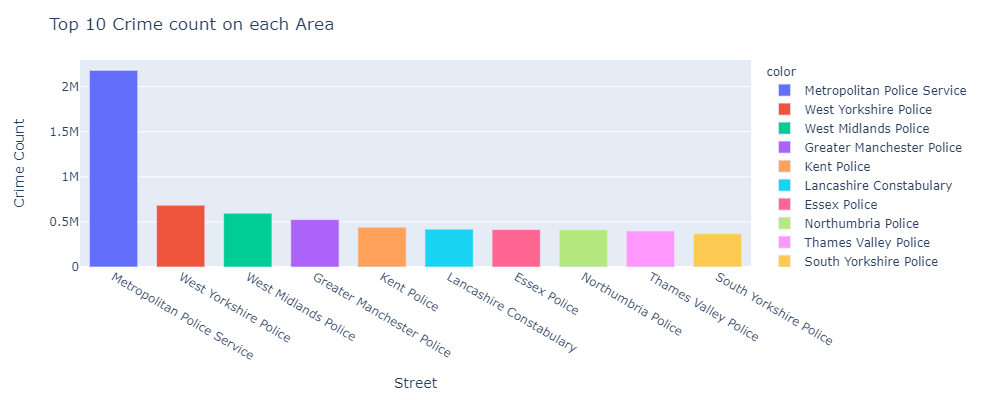 Top 10 Crime count on each Area
Crime Count
2M
1.5M
1M
0.5M
0
Metropolitan Police Service
West Yorkshire Police
West Midlands Police
Greater Manchester Police
Kent Police
Lancashire Constabulary
Essex Police
Northumbria Police
Thames Valley Police
South Yorkshire Police
Street
color
Metropolitan Police Service
West Yorkshire Police
West Midlands Police
Greater Manchester Police
Kent Police
Lancashire Constabulary
Essex Police
Northumbria Police
Thames Valley Police
South Yorkshire Police